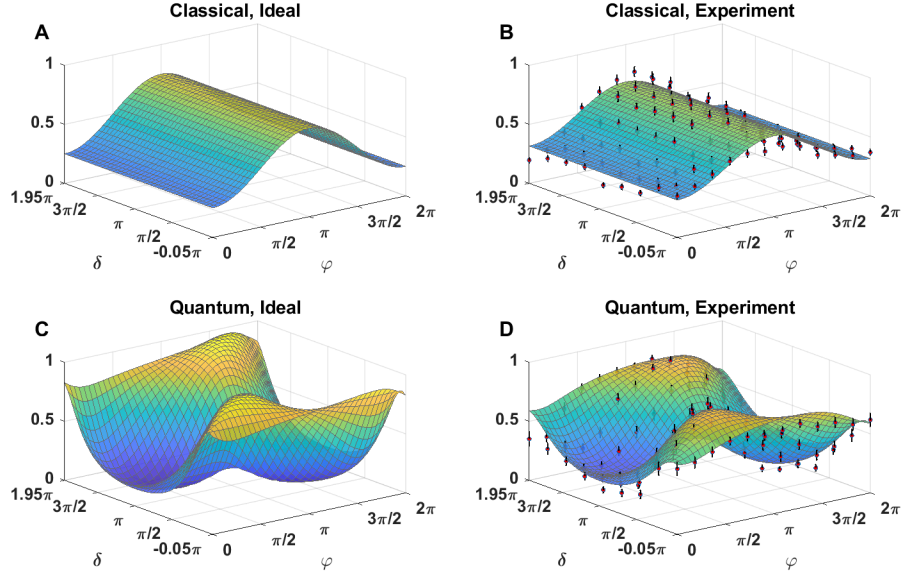 Classical, Ideal
A
1
0.5
0
1.95π
3π/2
π
π/2
-0.05π
δ
0
π/2
π
3π/2
2π
φ
Classical, Experiment
B
1
0.5
0
1.95π
3π/2
π
π/2
-0.05π
δ
0
π/2
π
3π/2
2π
φ
Quantum, Ideal
C
1
0.5
0
1.95π
3π/2
π
π/2
-0.05π
δ
0
π/2
π
3π/2
2π
φ
Quantum, Experiment
D
1
0.5
0
1.95π
3π/2
π
π/2
-0.05π
δ
0
π/2
π
3π/2
2π
φ